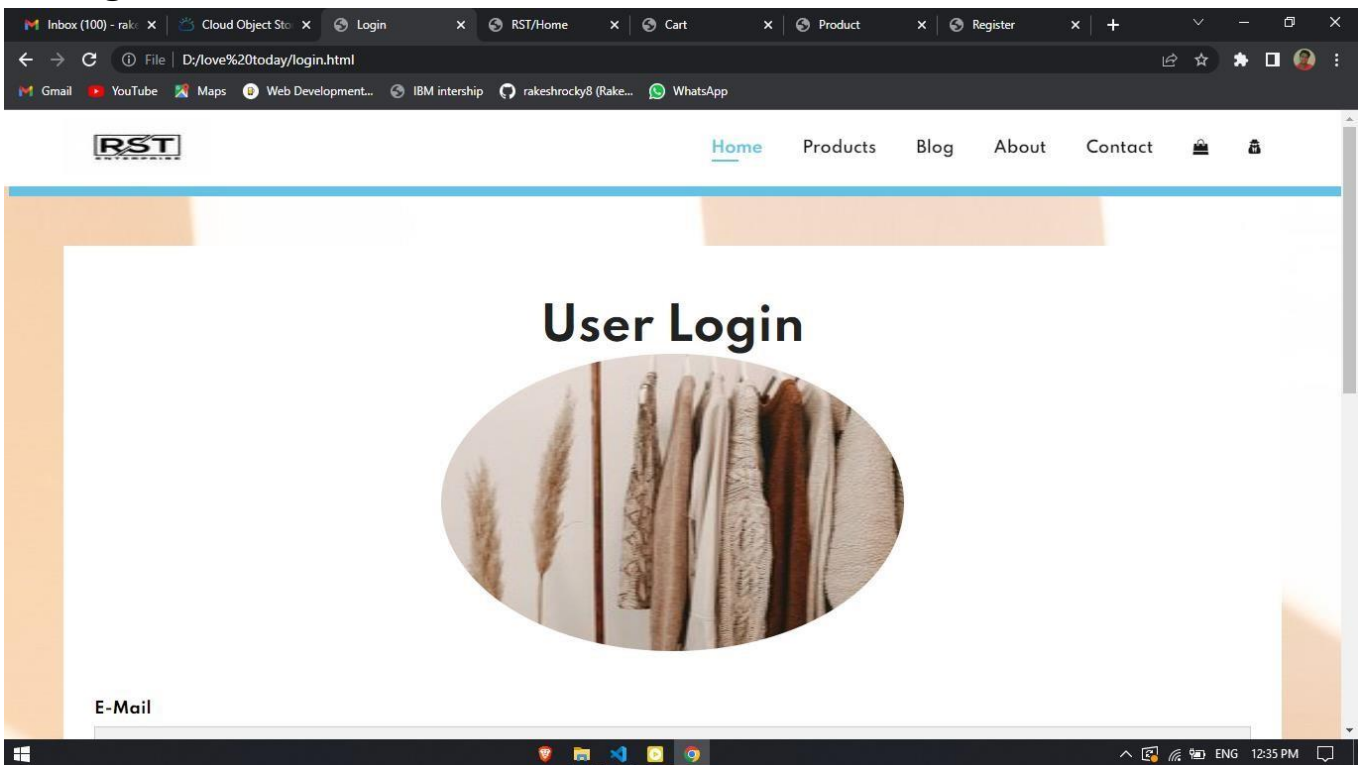 Inbox (100) - rak
Cloud Object Sto
Login
RST/Home
Cart
Product
Register
File
D:/love%20today/login.html
Gmail
YouTube
Maps
Web Development...
IBM intership
rakeshrocky8 (Rake...
WhatsApp
RST
ENTERPRISE
Home
Products
Blog
About
Contact
User Login
E-Mail
ENG
12:35 PM